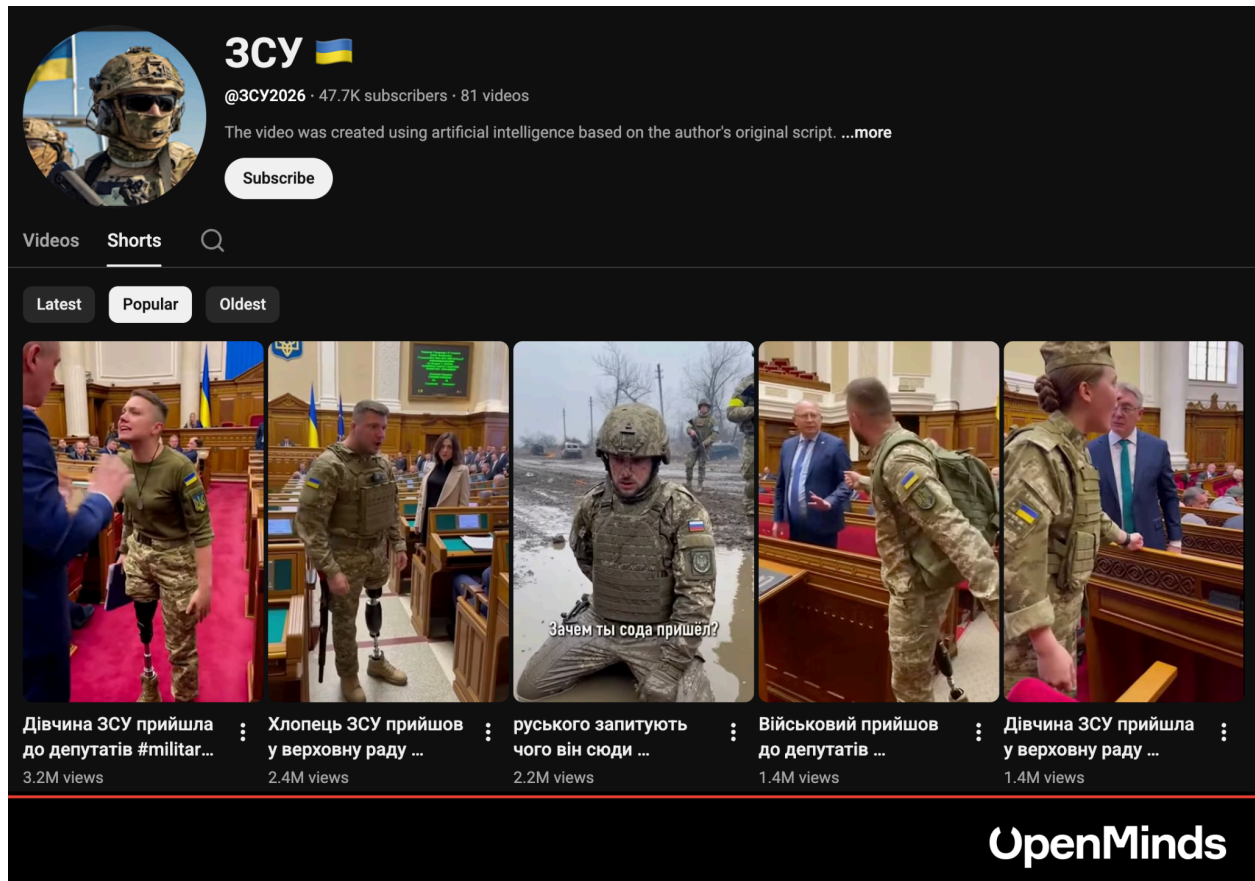 ЗСУ 🇺🇦
@ЗСУ2026 · 47.7K subscribers · 81 videos
The video was created using artificial intelligence based on the author's original script. ...more
Subscribe
Videos Shorts
Latest Popular Oldest
Зачем ты сода пришёл?
Дівчина ЗСУ прийшла
до депутатів #militar...
3.2M views
Хлопець ЗСУ прийшов
у верховну раду ...
2.4M views
руського запитують
чого він сюди ...
2.2M views
Військовий прийшов
до депутатів ...
1.4M views
Дівчина ЗСУ прийшла
у верховну раду ...
1.4M views
OpenMinds